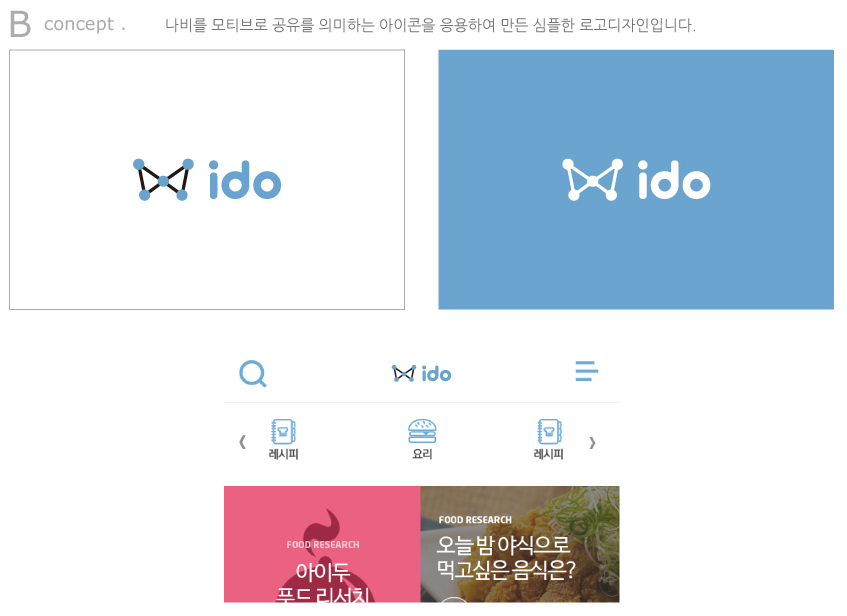 B concept . 나비를 모티브로 공유를 의미하는 아이콘을 응용하여 만든 심플한 로고디자인입니다.
ido
ido
ido
레시피
요리
레시피
FOOD RESEARCH
아이두
푸드 리서치
FOOD RESEARCH
오늘 밤 야식으로
먹고싶은 음식은?